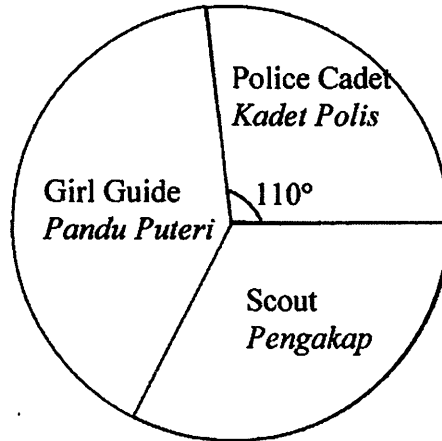 Police Cadet
Kadet Polis
110°
Girl Guide
Pandu Puteri
Scout
Pengakap